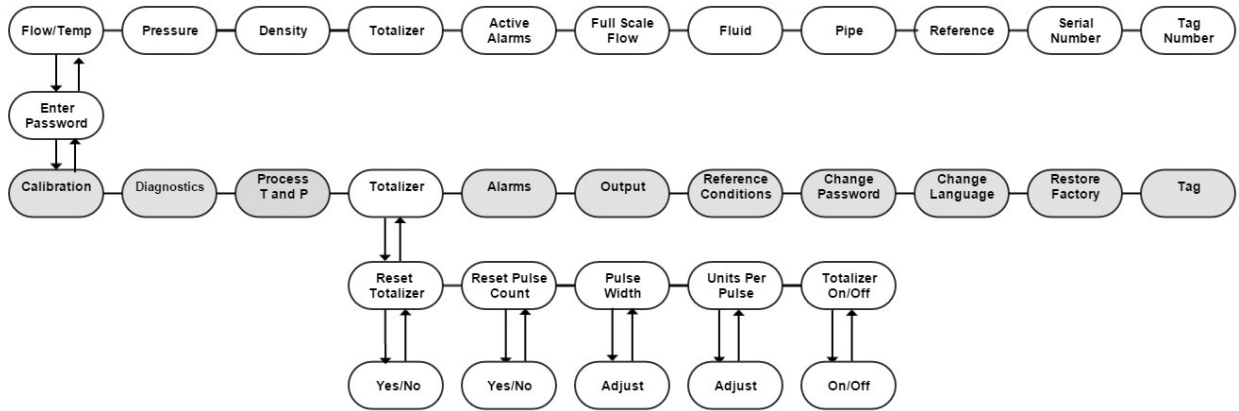 Flow/Temp
Pressure
Density
Totalizer
Active
Alarms
Full Scale
Flow
Fluid
Pipe
Reference
Serial
Number
Tag
Number
Enter
Password
Calibration
Diagnostics
Process
T and P
Totalizer
Alarms
Output
Reference
Conditions
Change
Password
Change
Language
Restore
Factory
Tag
Reset
Totalizer
Reset Pulse
Count
Pulse
Width
Units Per
Pulse
Totalizer
On/Off
Yes/No
Yes/No
Adjust
Adjust
On/Off